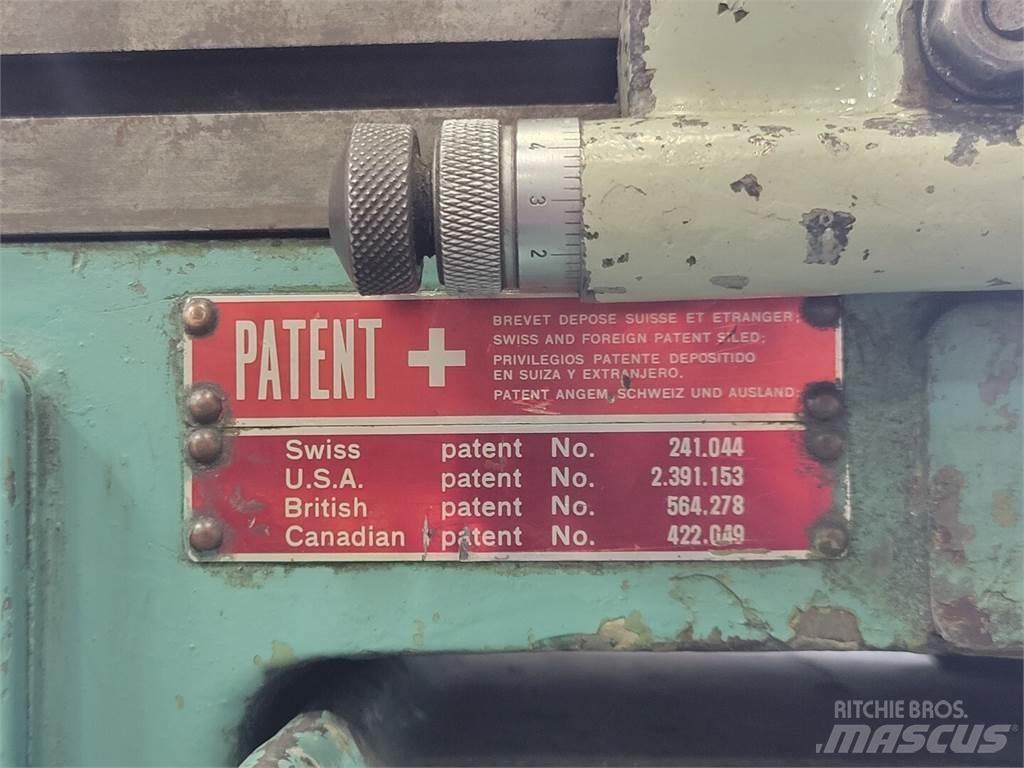 4
3
2
PATENT
BREVET DEPOSE SUISSE ET ETRANGER;
SWISS AND FOREIGN PATENT SILED;
PRIVILEGIOS PATENTE DEPOSITIDO
EN SUIZA Y EXTRANJERO.
PATENT ANGEM, SCHWEIZ UND AUSLAND;
Swiss patent No. 241.044
U.S.A. patent No. 2.391.153
British patent No. 564.278
Canadian patent No. 422.049
RITCHIE BROS.
MASCUS